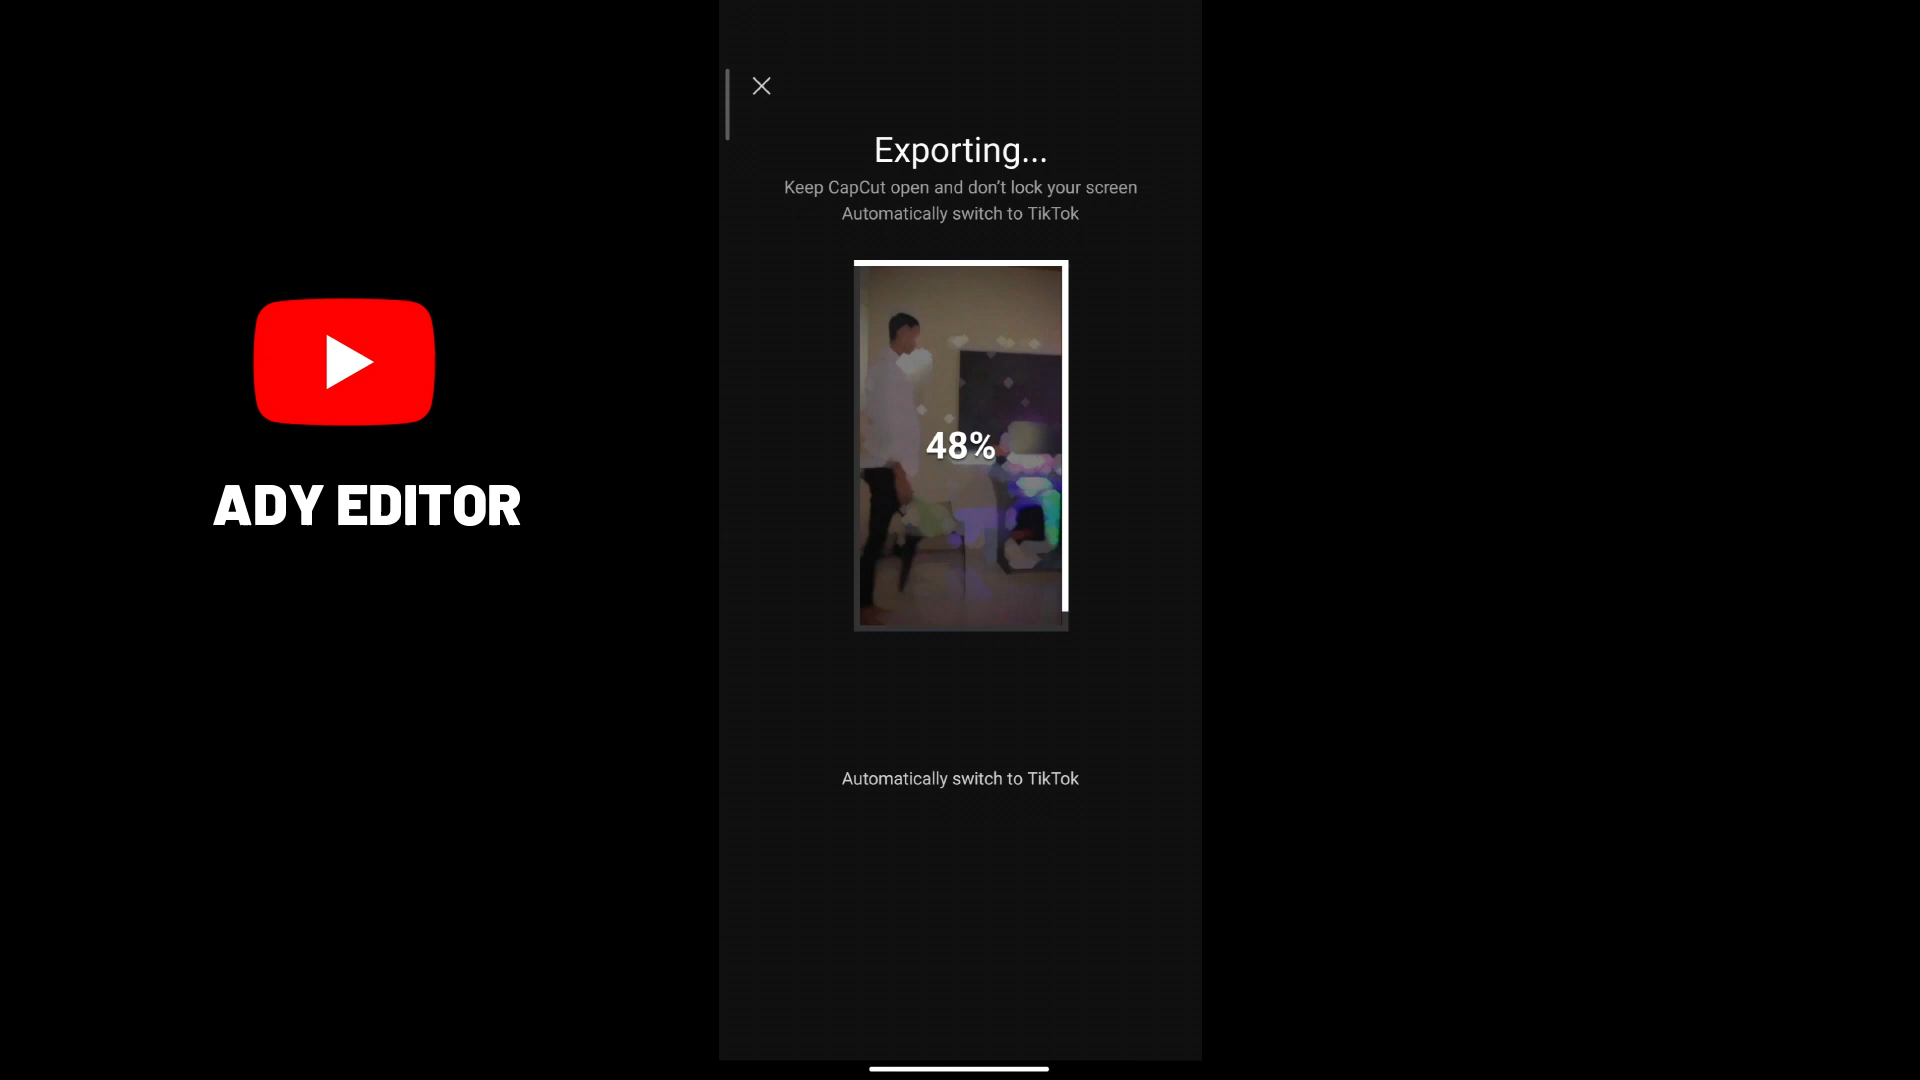 ADY EDITOR
Exporting...
Keep CapCut open and don't lock your screen
Automatically switch to TikTok
48%
Automatically switch to TikTok